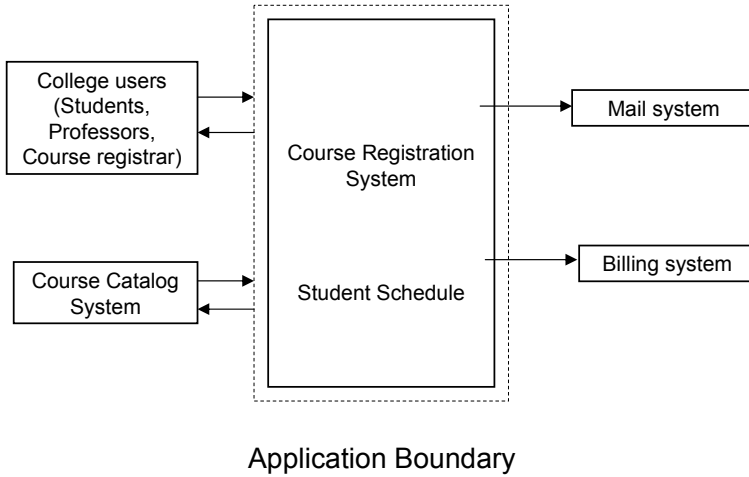 College users
(Students,
Professors,
Course registrar)
Course Catalog
System
Course Registration
System
Student Schedule
Mail system
Billing system
Application Boundary